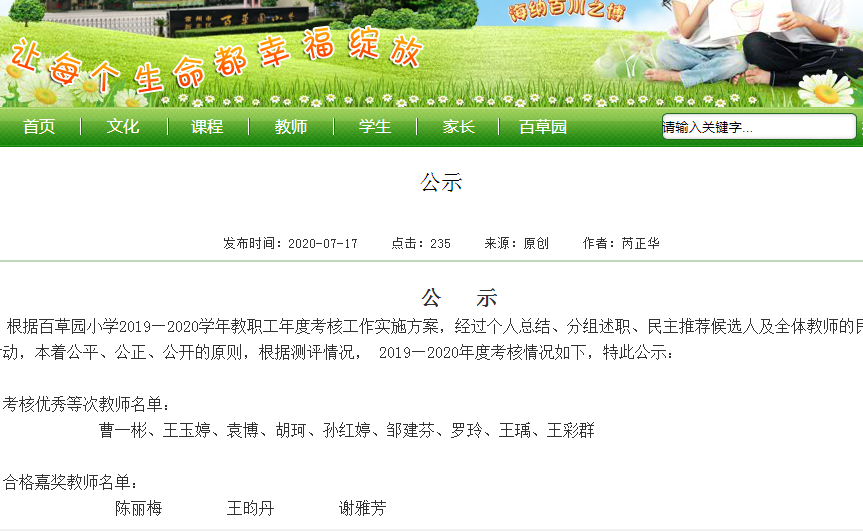 海纳百川之博
常州市
百草园小学
让每个生命都幸福绽放
首页 文化 课程 教师 学生 家长 百草园 请输入关键字...
公示
发布时间：2020-07-17 点击：235 来源：原创 作者：芮正华
公 示
根据百草园小学2019—2020学年教职工年度考核工作实施方案，经过个人总结、分组述职、民主推荐候选人及全体教师的民
动，本着公平、公正、公开的原则，根据测评情况， 2019—2020年度考核情况如下，特此公示：
考核优秀等次教师名单：
曹一彬、王玉婷、袁博、胡珂、孙红婷、邹建芬、罗玲、王瑀、王彩群
合格嘉奖教师名单：
陈丽梅 王昀丹 谢雅芳